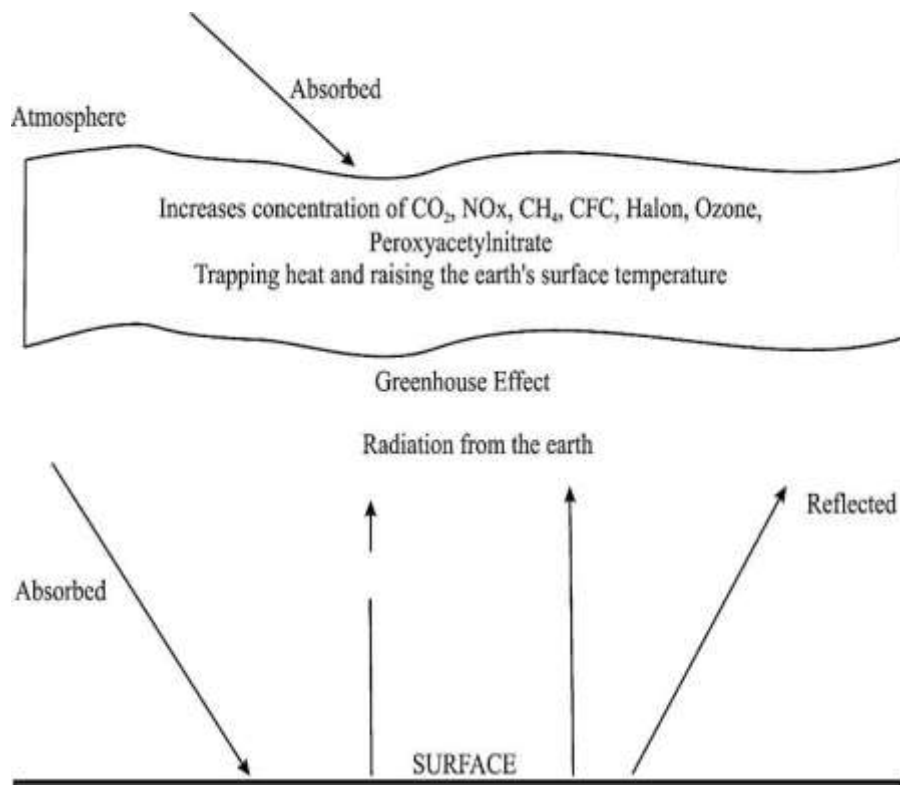 Absorbed
Atmosphere
Increases concentration of CO₂, NOx, CH₄, CFC, Halon, Ozone,
Peroxyacetylnitrate
Trapping heat and raising the earth's surface temperature
Greenhouse Effect
Radiation from the earth
Reflected
Absorbed
SURFACE